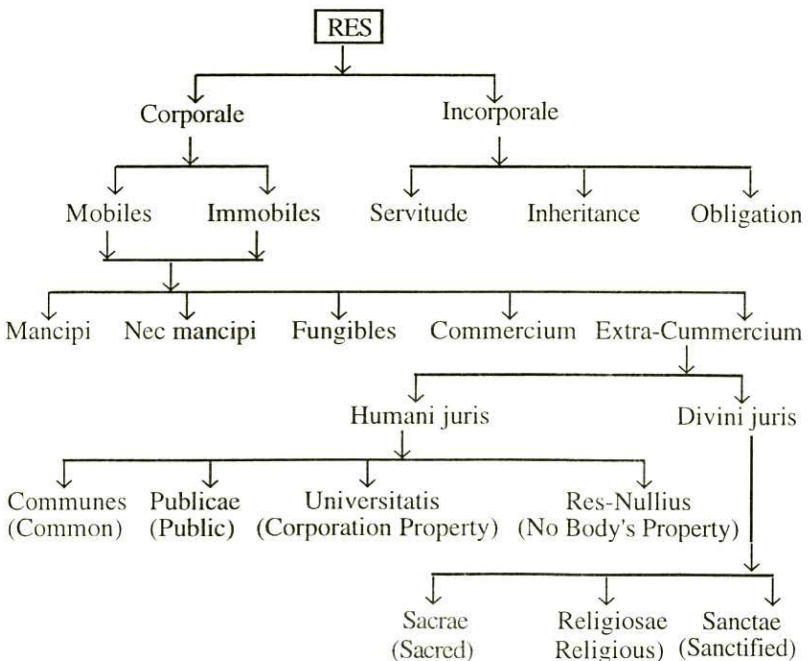 RES
Corporale Incorporale
Mobiles Immobiles Servitude Inheritance Obligation
Mancipi Nec mancipi Fungibles Commercium Extra-Cummercium
Humani juris Divini juris
Communes Publicae Universitatis Res-Nullius
(Common) (Public) (Corporation Property) (No Body's Property)
Sacrae Religiosae Sanctae
(Sacred) Religious) (Sanctified)